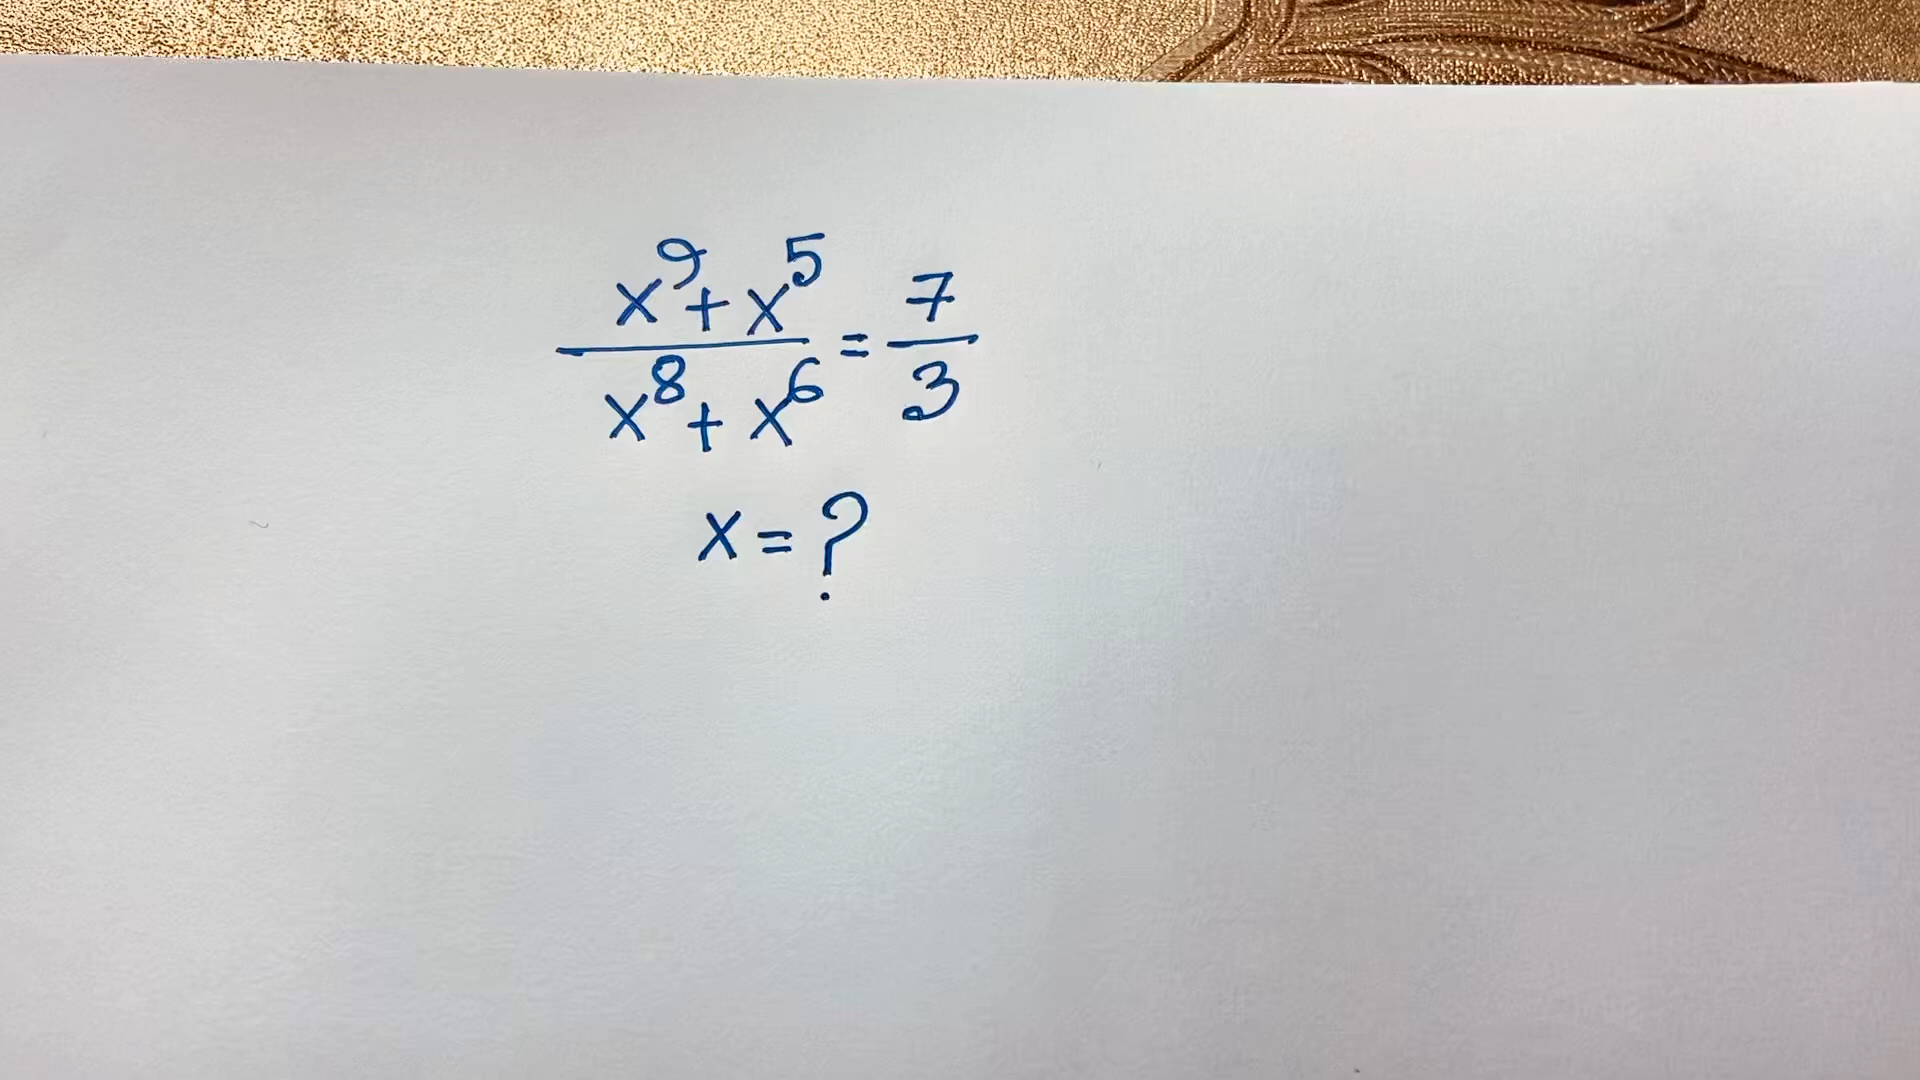 x⁹ + x⁵ / x⁸ + x⁶ = 7/3
x = ?